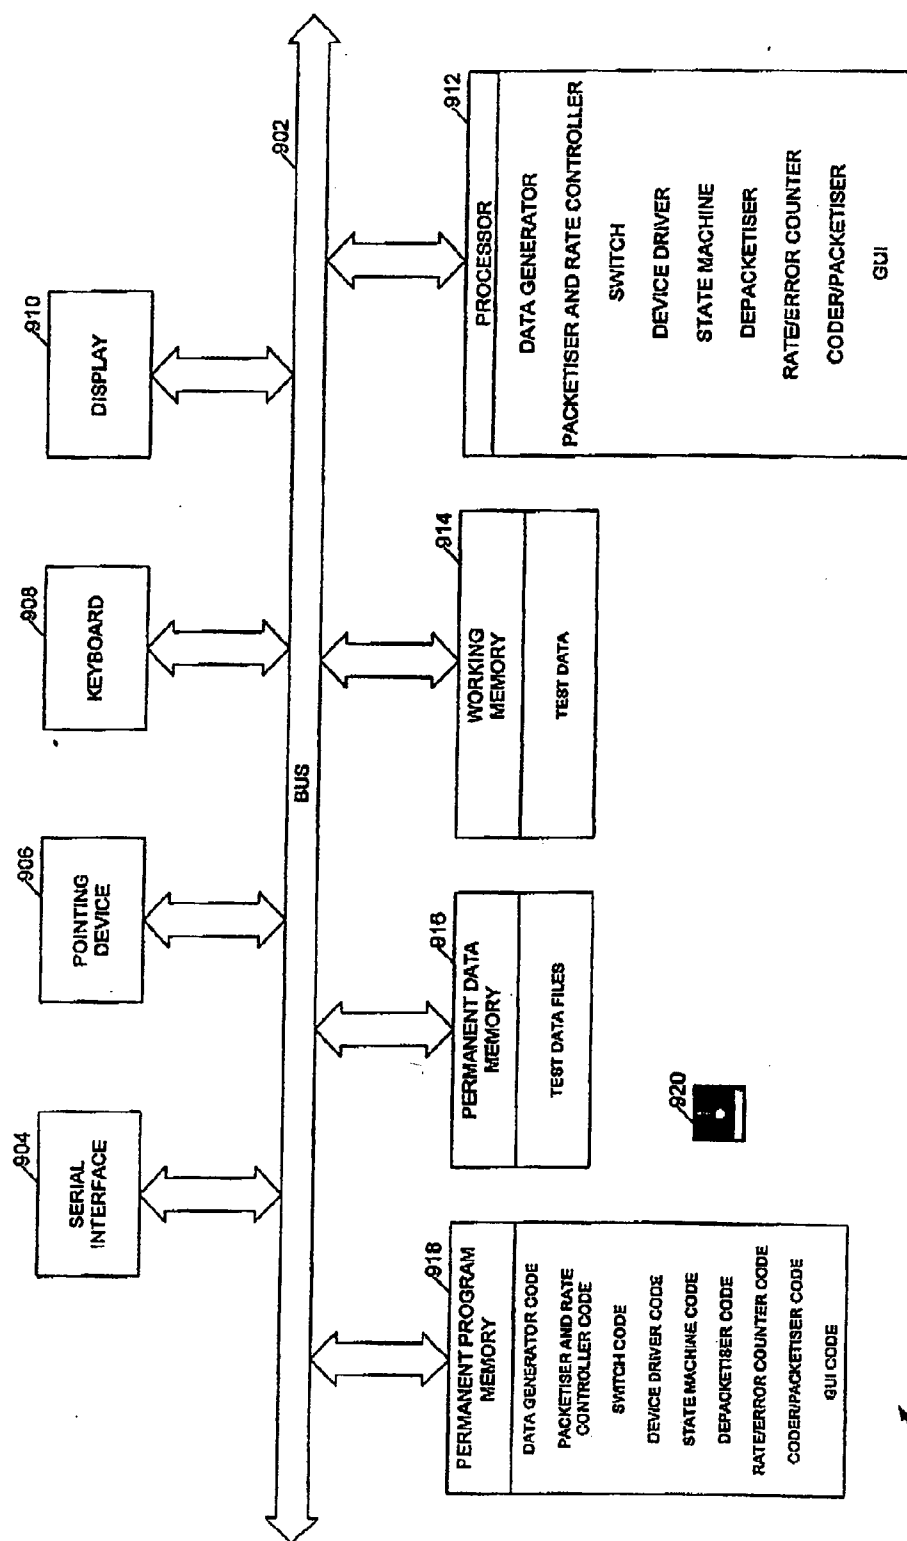 904
SERIAL
INTERFACE
906
POINTING
DEVICE
908
KEYBOARD
910
DISPLAY
BUS
902
918
PERMANENT PROGRAM
MEMORY
DATA GENERATOR CODE
PACKETISER AND RATE
CONTROLLER CODE
SWITCH CODE
DEVICE DRIVER CODE
STATE MACHINE CODE
DEPACKETISER CODE
RATE/ERROR COUNTER CODE
CODER/PACKETISER CODE
GUI CODE
916
PERMANENT DATA
MEMORY
TEST DATA FILES
920
914
WORKING
MEMORY
TEST DATA
912
PROCESSOR
DATA GENERATOR
PACKETISER AND RATE CONTROLLER
SWITCH
DEVICE DRIVER
STATE MACHINE
DEPACKETISER
RATE/ERROR COUNTER
CODER/PACKETISER
GUI